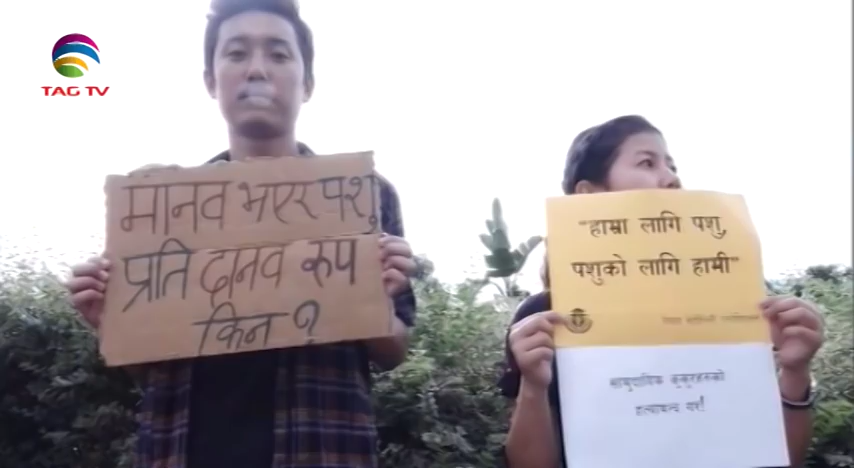 TAG TV
मानव भएर पशु
प्रति दानव रुप
किन ?
"हाम्रा लागि पशु,
पशुको लागि हामी"
सामुदायिक कुकुरहरुको
हत्या बन्द गर!